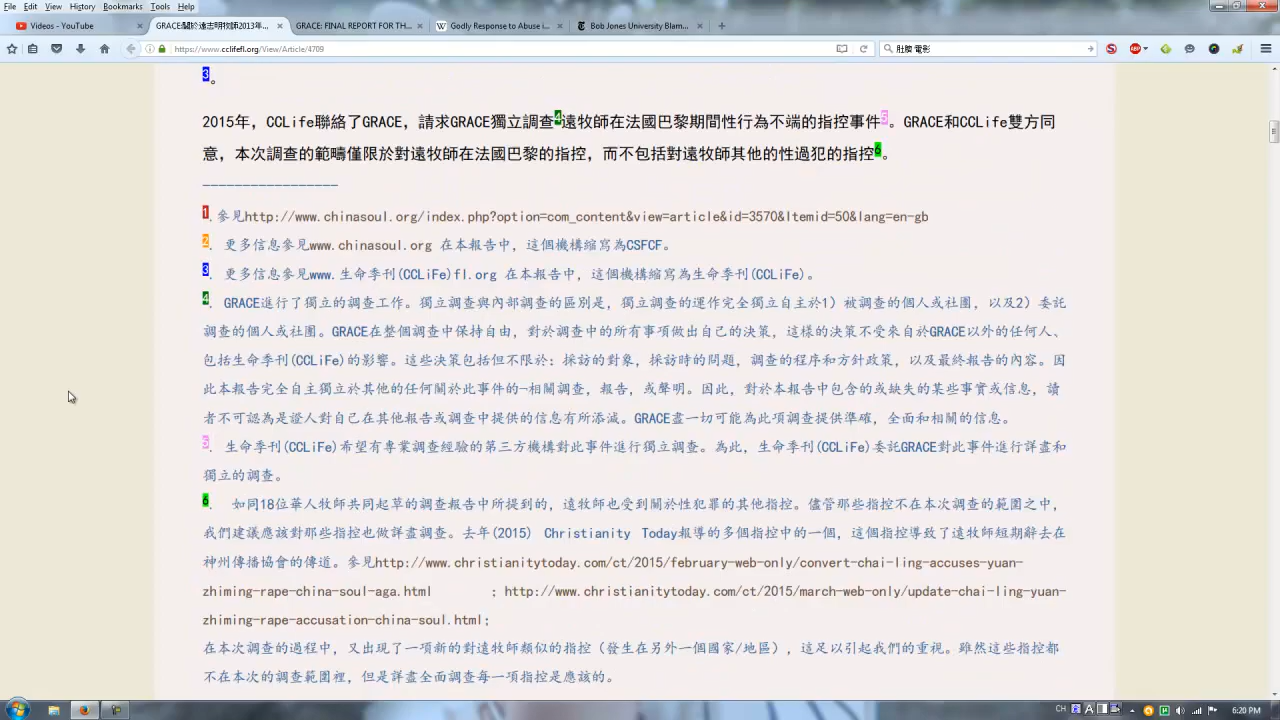 File Edit View History Bookmarks Tools Help
Videos - YouTube × GRACE:關於遠志明牧師2013年... × GRACE: FINAL REPORT FOR TH... × Godly Response to Abuse i... × Bob Jones University Blam... × +
https://www.cclifefl.org/View/Article/4709 肚腹 電影
3。
2015年，CCLife聯絡了GRACE，請求GRACE獨立調查4遠牧師在法國巴黎期間性行為不端的指控事件5。GRACE和CCLife雙方同
意，本次調查的範疇僅限於對遠牧師在法國巴黎的指控，而不包括對遠牧師其他的性過犯的指控6。
-----------------
1.參見http://www.chinasoul.org/index.php?option=com_content&view=article&id=3570&Itemid=50&lang=en-gb
2. 更多信息參見www.chinasoul.org 在本報告中，這個機構縮寫為CSFCF。
3. 更多信息參見www.生命季刊(CCLiFe)fl.org 在本報告中，這個機構縮寫為生命季刊(CCLiFe)。
4. GRACE進行了獨立的調查工作。獨立調查與內部調查的區別是，獨立調查的運作完全獨立自主於1）被調查的個人或社團，以及2）委託
調查的個人或社團。GRACE在整個調查中保持自由，對於調查中的所有事項做出自己的決策，這樣的決策不受來自於GRACE以外的任何人、
包括生命季刊(CCLiFe)的影響。這些決策包括但不限於：採訪的對象，採訪時的問題，調查的程序和方針政策，以及最終報告的內容。因
此本報告完全自主獨立於其他的任何關於此事件的¬相關調查，報告，或聲明。因此，對於本報告中包含的或缺失的某些事實或信息，讀
者不可認為是證人對自己在其他報告或調查中提供的信息有所添減。GRACE盡一切可能為此項調查提供準確，全面和相關的信息。
5. 生命季刊(CCLiFe)希望有專業調查經驗的第三方機構對此事件進行獨立調查。為此，生命季刊(CCLiFe)委託GRACE對此事件進行詳盡和
獨立的調查。
6. 如同18位華人牧師共同起草的調查報告中所提到的，遠牧師也受到關於性犯罪的其他指控。儘管那些指控不在本次調查的範圍之中，
我們建議應該對那些指控也做詳盡調查。去年(2015) Christianity Today報導的多個指控中的一個，這個指控導致了遠牧師短期辭去在
神州傳播協會的傳道。參見http://www.christianitytoday.com/ct/2015/february-web-only/convert-chai-ling-accuses-yuan-
zhiming-rape-china-soul-aga.html ；http://www.christianitytoday.com/ct/2015/march-web-only/update-chai-ling-yuan-
zhiming-rape-accusation-china-soul.html；
在本次調查的過程中，又出現了一項新的對遠牧師類似的指控（發生在另外一個國家/地區），這足以引起我們的重視。雖然這些指控都
不在本次的調查範圍裡，但是詳盡全面調查每一項指控是應該的。
CH 6:20 PM